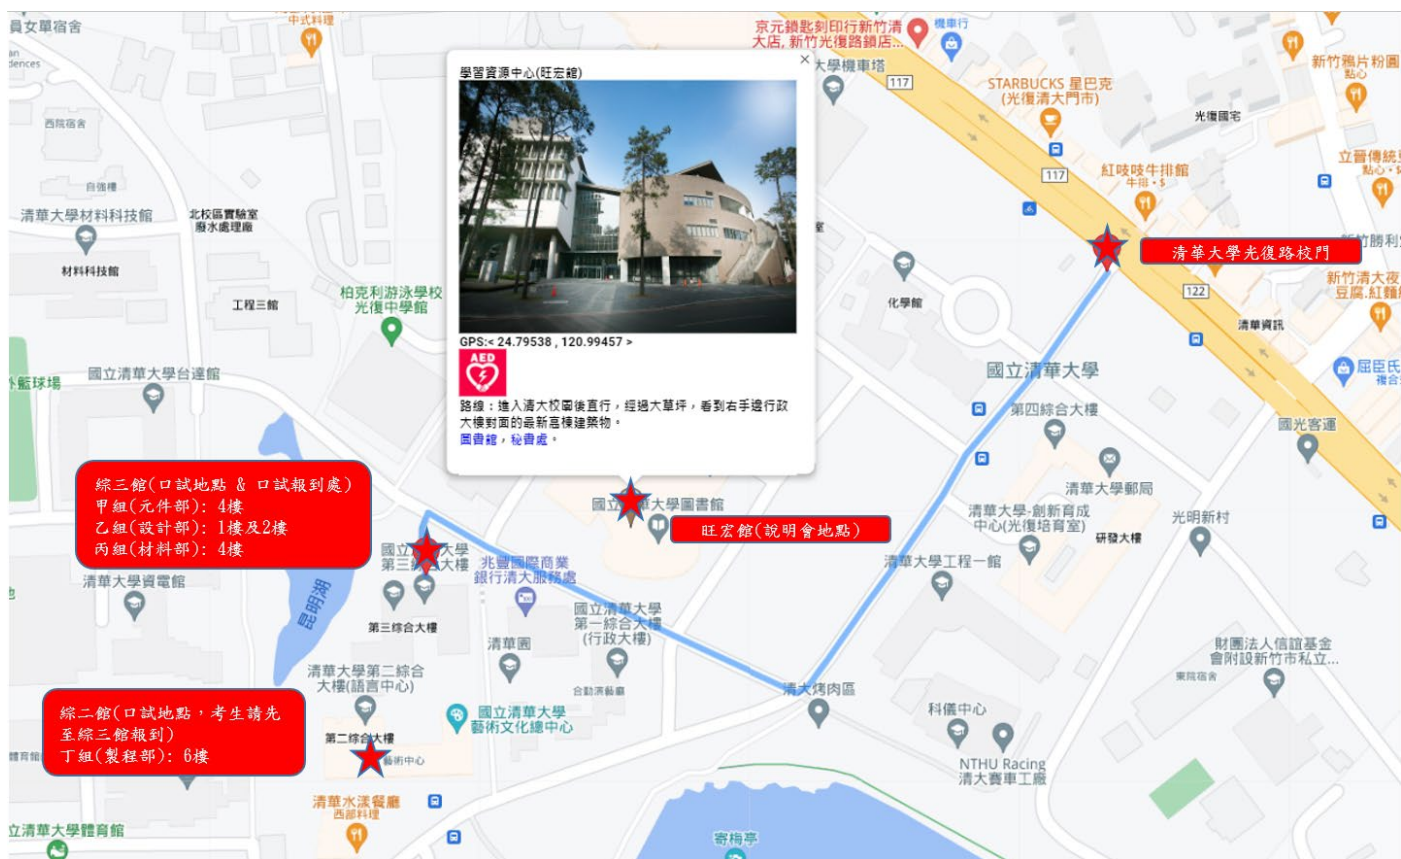 員女單宿舍
中式料理
京元鎖匙刻印行新竹清
大店, 新竹光復路鎖店...
機車行
大學機車塔
117
STARBUCKS 星巴克
(光復清大門市)
新竹鴉片粉圓
點心
光復國宅
西院宿舍
自強樓
清華大學材料科技館
材料科技館
北校區實驗室
廢水處理廠
工程三館
柏克利游泳學校
光復中學館
學習資源中心(旺宏館)
×
GPS:< 24.79538 , 120.99457 >
AED
路線：進入清大校園後直行，經過大草坪，看到右手邊行政
大樓對面的最新高棟建築物。
圖書館，秘書處。
117
紅吱吱牛排館
牛排・$
清華大學光復路校門
122
清華資訊
化學館
國立清華大學
第四綜合大樓
清華大學郵局
國光客運
外籃球場
國立清華大學台達館
綜三館(口試地點 & 口試報到處)
甲組(元件部): 4樓
乙組(設計部): 1樓及2樓
丙組(材料部): 4樓
旺宏館(說明會地點)
清華大學-創新育成
中心(光復培育室)
研發大樓
光明新村
清華大學工程一館
清華大學資電館
昆明湖
第三綜合大樓
兆豐國際商業
銀行清大服務處
國立清華大學
第一綜合大樓
(行政大樓)
清華園
合勤演藝廳
清華大學第二綜合
大樓(語言中心)
國立清華大學
藝術文化總中心
清大烤肉區
財團法人信誼基金
會附設新竹市私立...
東院宿舍
科儀中心
NTHU Racing
清大賽車工廠
綜二館(口試地點，考生請先
至綜三館報到)
丁組(製程部): 6樓
第二綜合大樓
藝術中心
清華水漾餐廳
西部料理
立清華大學體育館
寄梅亭